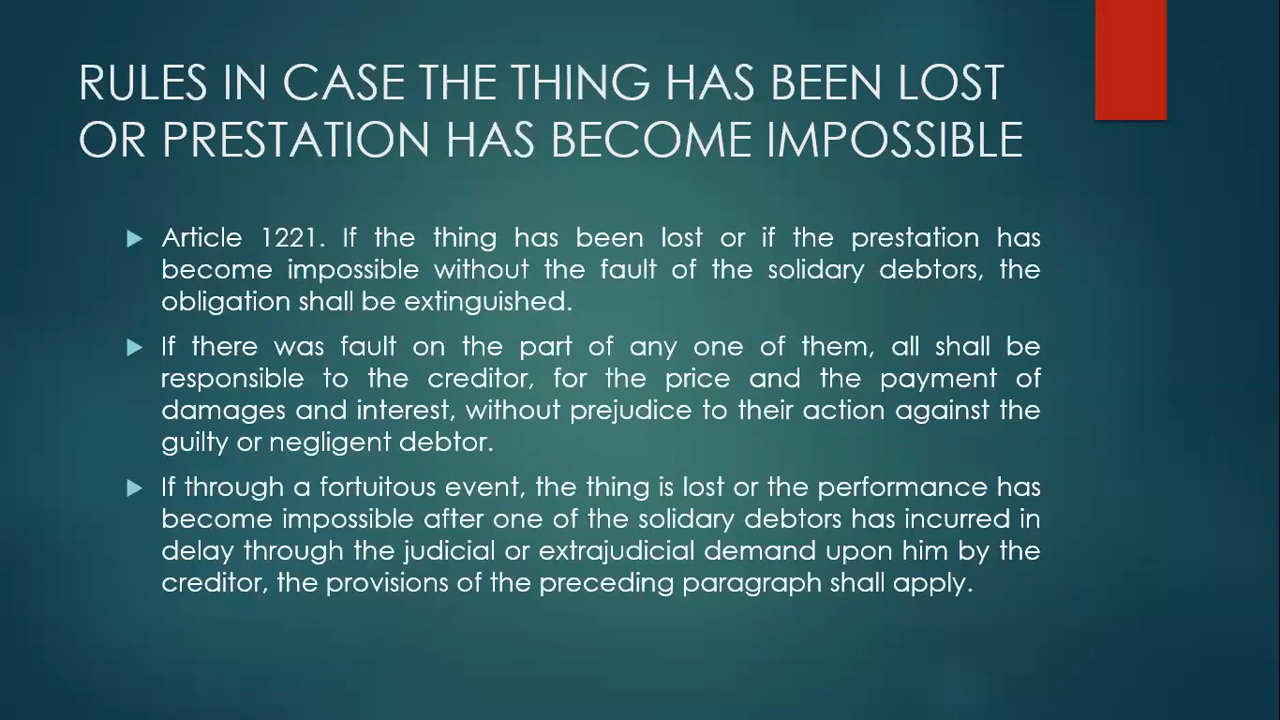 RULES IN CASE THE THING HAS BEEN LOST
OR PRESTATION HAS BECOME IMPOSSIBLE
Article 1221. If the thing has been lost or if the prestation has
become impossible without the fault of the solidary debtors, the
obligation shall be extinguished.
If there was fault on the part of any one of them, all shall be
responsible to the creditor, for the price and the payment of
damages and interest, without prejudice to their action against the
guilty or negligent debtor.
If through a fortuitous event, the thing is lost or the performance has
become impossible after one of the solidary debtors has incurred in
delay through the judicial or extrajudicial demand upon him by the
creditor, the provisions of the preceding paragraph shall apply.